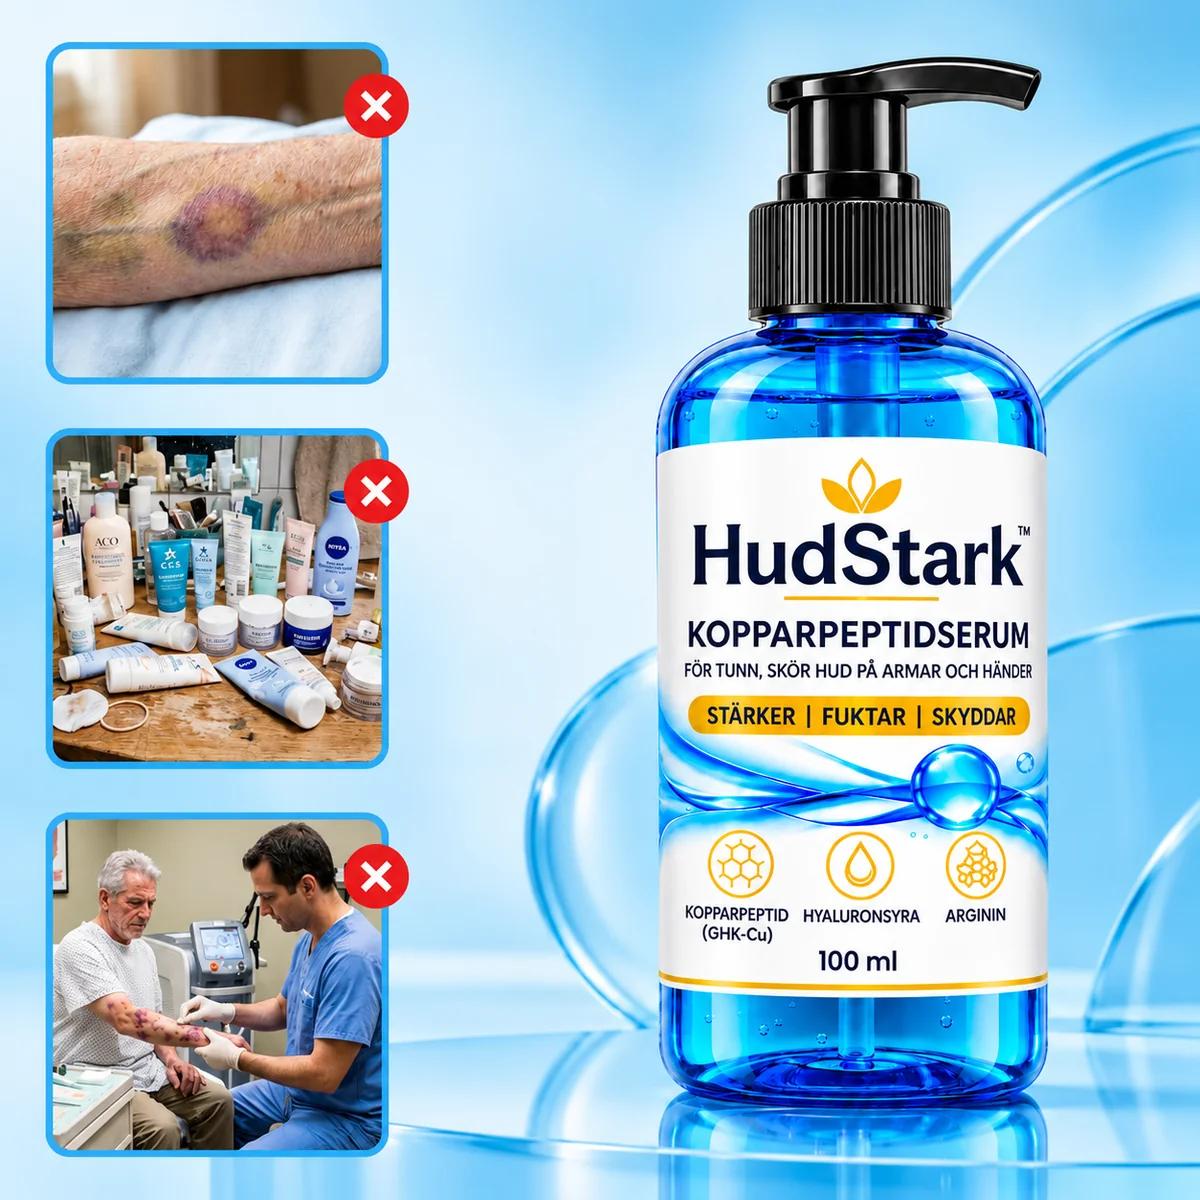 ACO
CCS
NIVEA
HudStark™
KOPPARPEPTIDSERUM
FÖR TUNN, SKÖR HUD PÅ ARMAR OCH HÄNDER
STÄRKER | FUKTAR | SKYDDAR
KOPPARPEPTID
(GHK-Cu)
HYALURONSYRA
ARGININ
100 ml